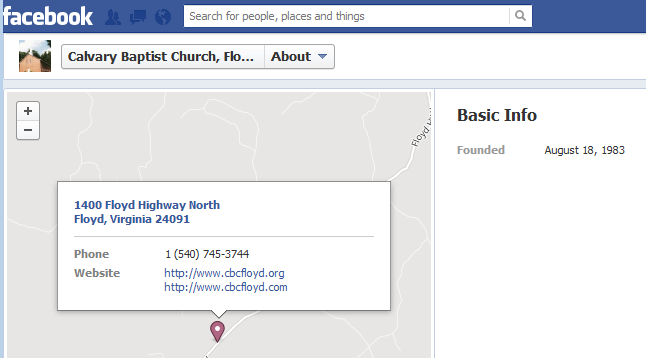 facebook
Search for people, places and things
Calvary Baptist Church, Flo...
About
+
−
Basic Info
Founded August 18, 1983
1400 Floyd Highway North
Floyd, Virginia 24091
Phone 1 (540) 745-3744
Website http://www.cbcfloyd.org
http://www.cbcfloyd.com